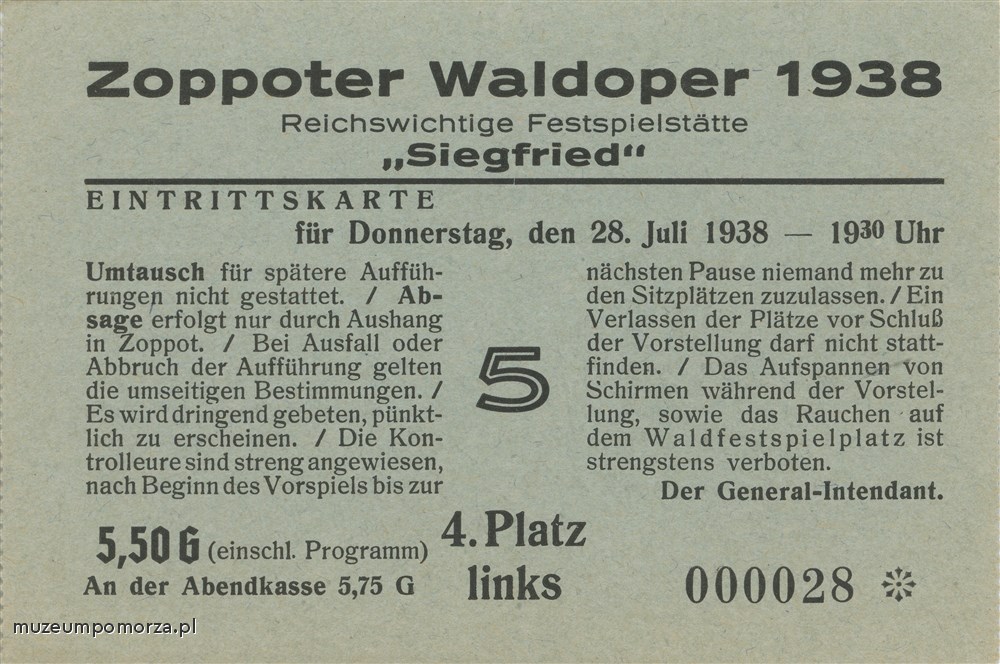 Zoppoter Waldoper 1938
Reichswichtige Festspielstätte
„Siegfried“
EINTRITTSKARTE
für Donnerstag, den 28. Juli 1938 — 19³⁰ Uhr
Umtausch für spätere Auffüh-
rungen nicht gestattet. / Ab-
sage erfolgt nur durch Aushang
in Zoppot. / Bei Ausfall oder
Abbruch der Aufführung gelten
die umseitigen Bestimmungen. /
Es wird dringend gebeten, pünkt-
lich zu erscheinen. / Die Kon-
trolleure sind streng angewiesen,
nach Beginn des Vorspiels bis zur
5
nächsten Pause niemand mehr zu
den Sitzplätzen zuzulassen. / Ein
Verlassen der Plätze vor Schluß
der Vorstellung darf nicht statt-
finden. / Das Aufspannen von
Schirmen während der Vorstel-
lung, sowie das Rauchen auf
dem Waldfestspielplatz ist
strengstens verboten.
Der General-Intendant.
5,50 G (einschl. Programm)
An der Abendkasse 5,75 G
4. Platz
links
000028
muzeumpomorza.pl